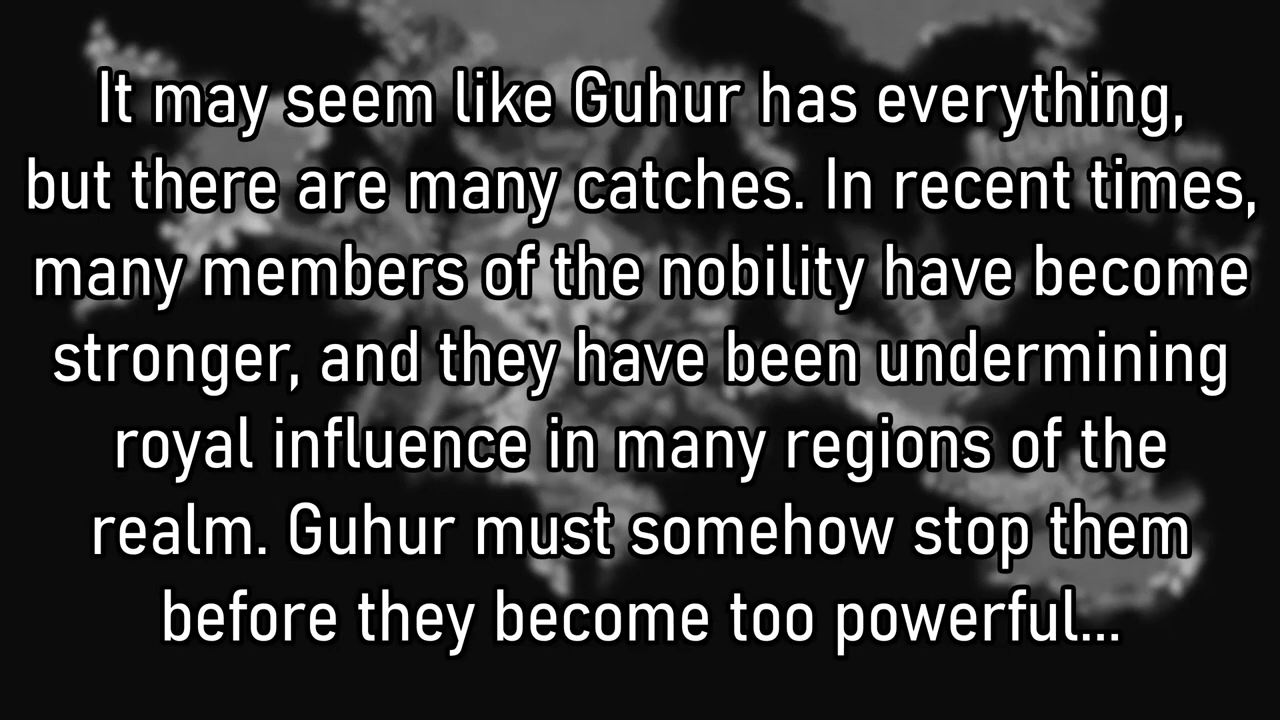 It may seem like Guhur has everything,
but there are many catches. In recent times,
many members of the nobility have become
stronger, and they have been undermining
royal influence in many regions of the
realm. Guhur must somehow stop them
before they become too powerful...